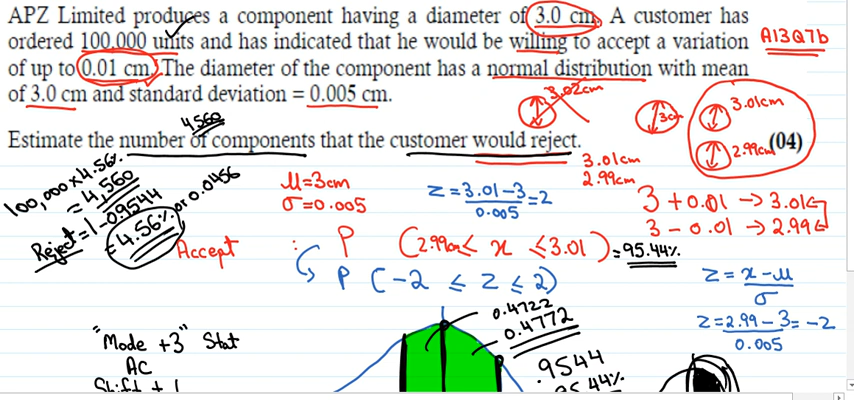 APZ Limited produces a component having a diameter of 3.0 cm. A customer has
ordered 100,000 units and has indicated that he would be willing to accept a variation
of up to 0.01 cm. The diameter of the component has a normal distribution with mean
of 3.0 cm and standard deviation = 0.005 cm.
A13Q7b
4560
3.02cm
3cm
3.01cm
2.99cm
Estimate the number of components that the customer would reject.
(04)
3.01cm
2.99cm
100,000×4.56%
= 4,560
Reject = 1 - 0.9544
= 4.56% or 0.0456
μ=3cm
σ=0.005
z = 3.01-3 = 2
0.005
3 + 0.01 → 3.01
3 - 0.01 → 2.99
Accept : P (2.99cm ≤ x ≤ 3.01) = 95.44%
P (-2 ≤ z ≤ 2)
z = x - μ
σ
z = 2.99 - 3 = -2
0.005
0.4722
0.4772
.9544
95.44%
"Mode +3" Stat
AC
Shift + 1